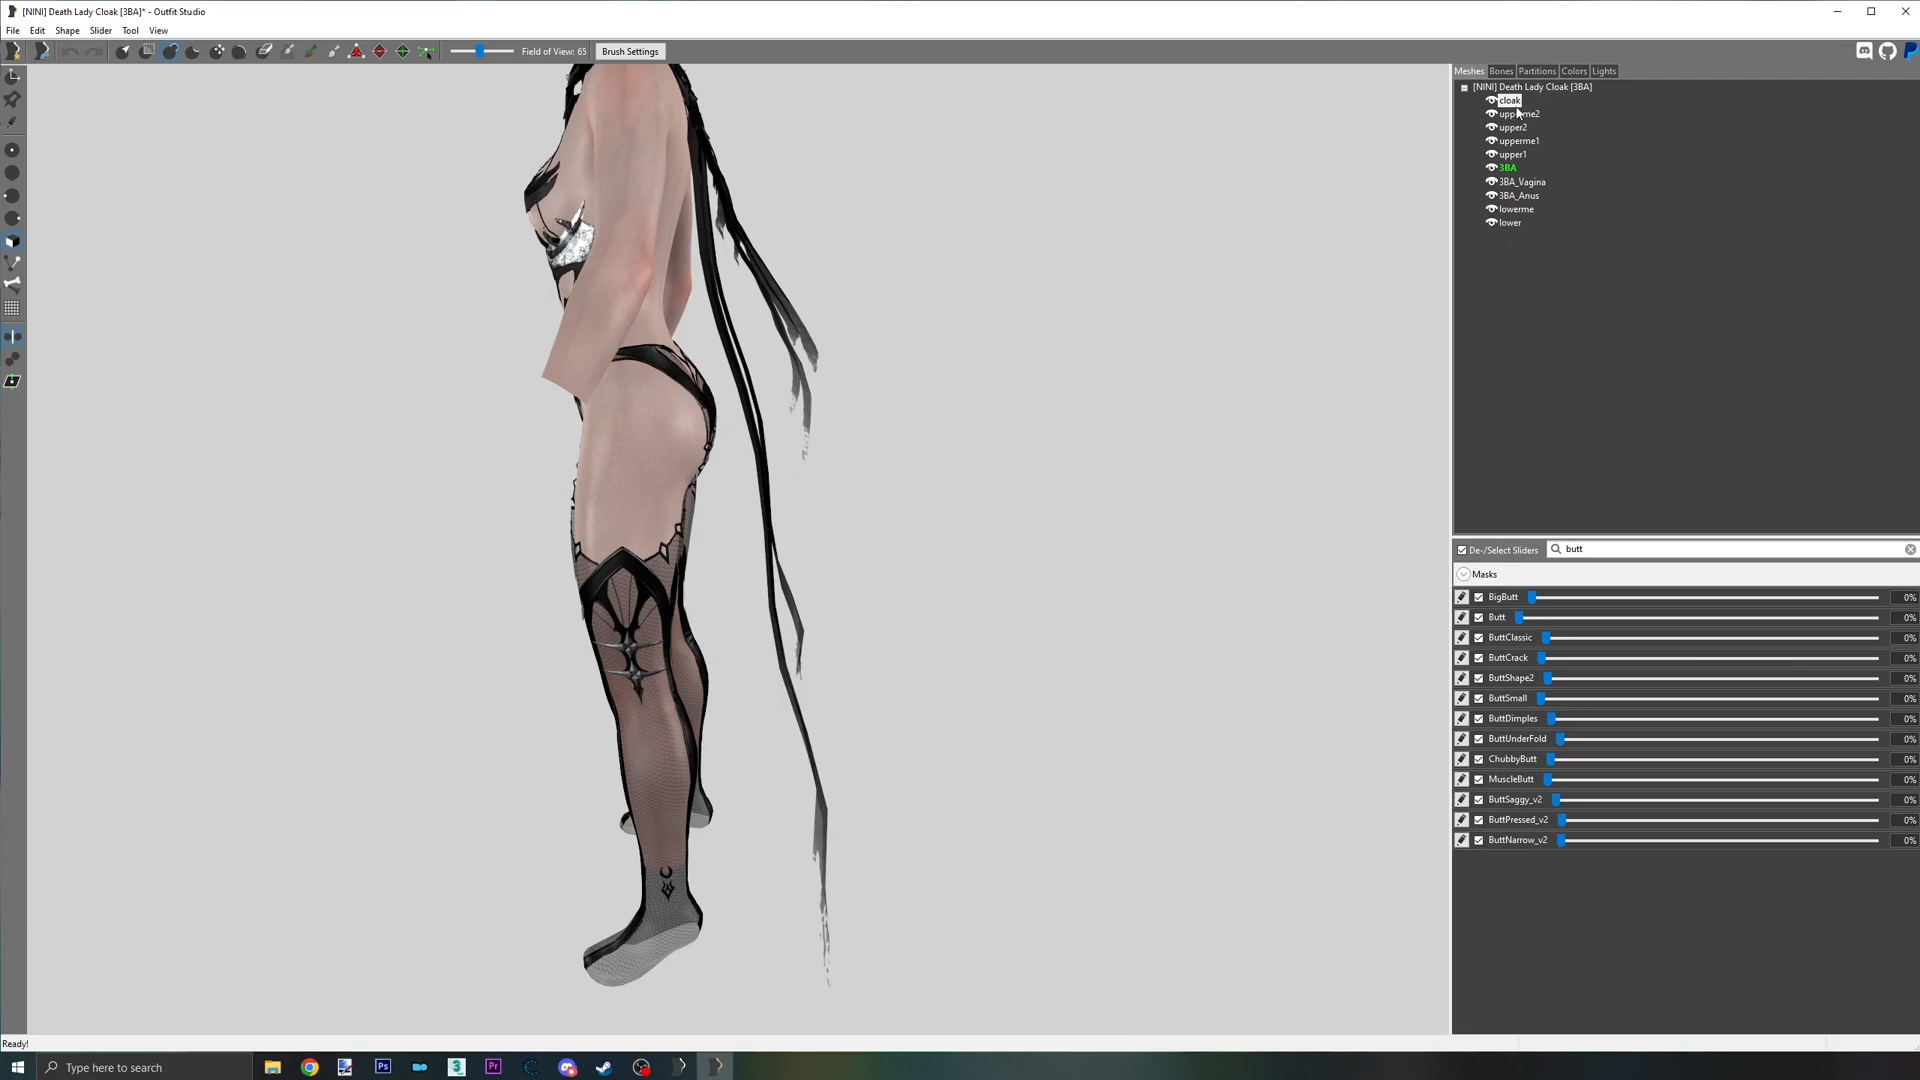 [NINI] Death Lady Cloak [3BA]* - Outfit Studio
File Edit Shape Slider Tool View
Field of View: 65 Brush Settings
Meshes Bones Partitions Colors Lights
[NINI] Death Lady Cloak [3BA]
cloak
upperme2
upper2
upperme1
upper1
3BA
3BA_Vagina
3BA_Anus
lowerme
lower
De-/Select Sliders butt
Masks
BigButt 0%
Butt 0%
ButtClassic 0%
ButtCrack 0%
ButtShape2 0%
ButtSmall 0%
ButtDimples 0%
ButtUnderFold 0%
ChubbyButt 0%
MuscleButt 0%
ButtSaggy_v2 0%
ButtPressed_v2 0%
ButtNarrow_v2 0%
Ready!
Type here to search Ps 3 Pr